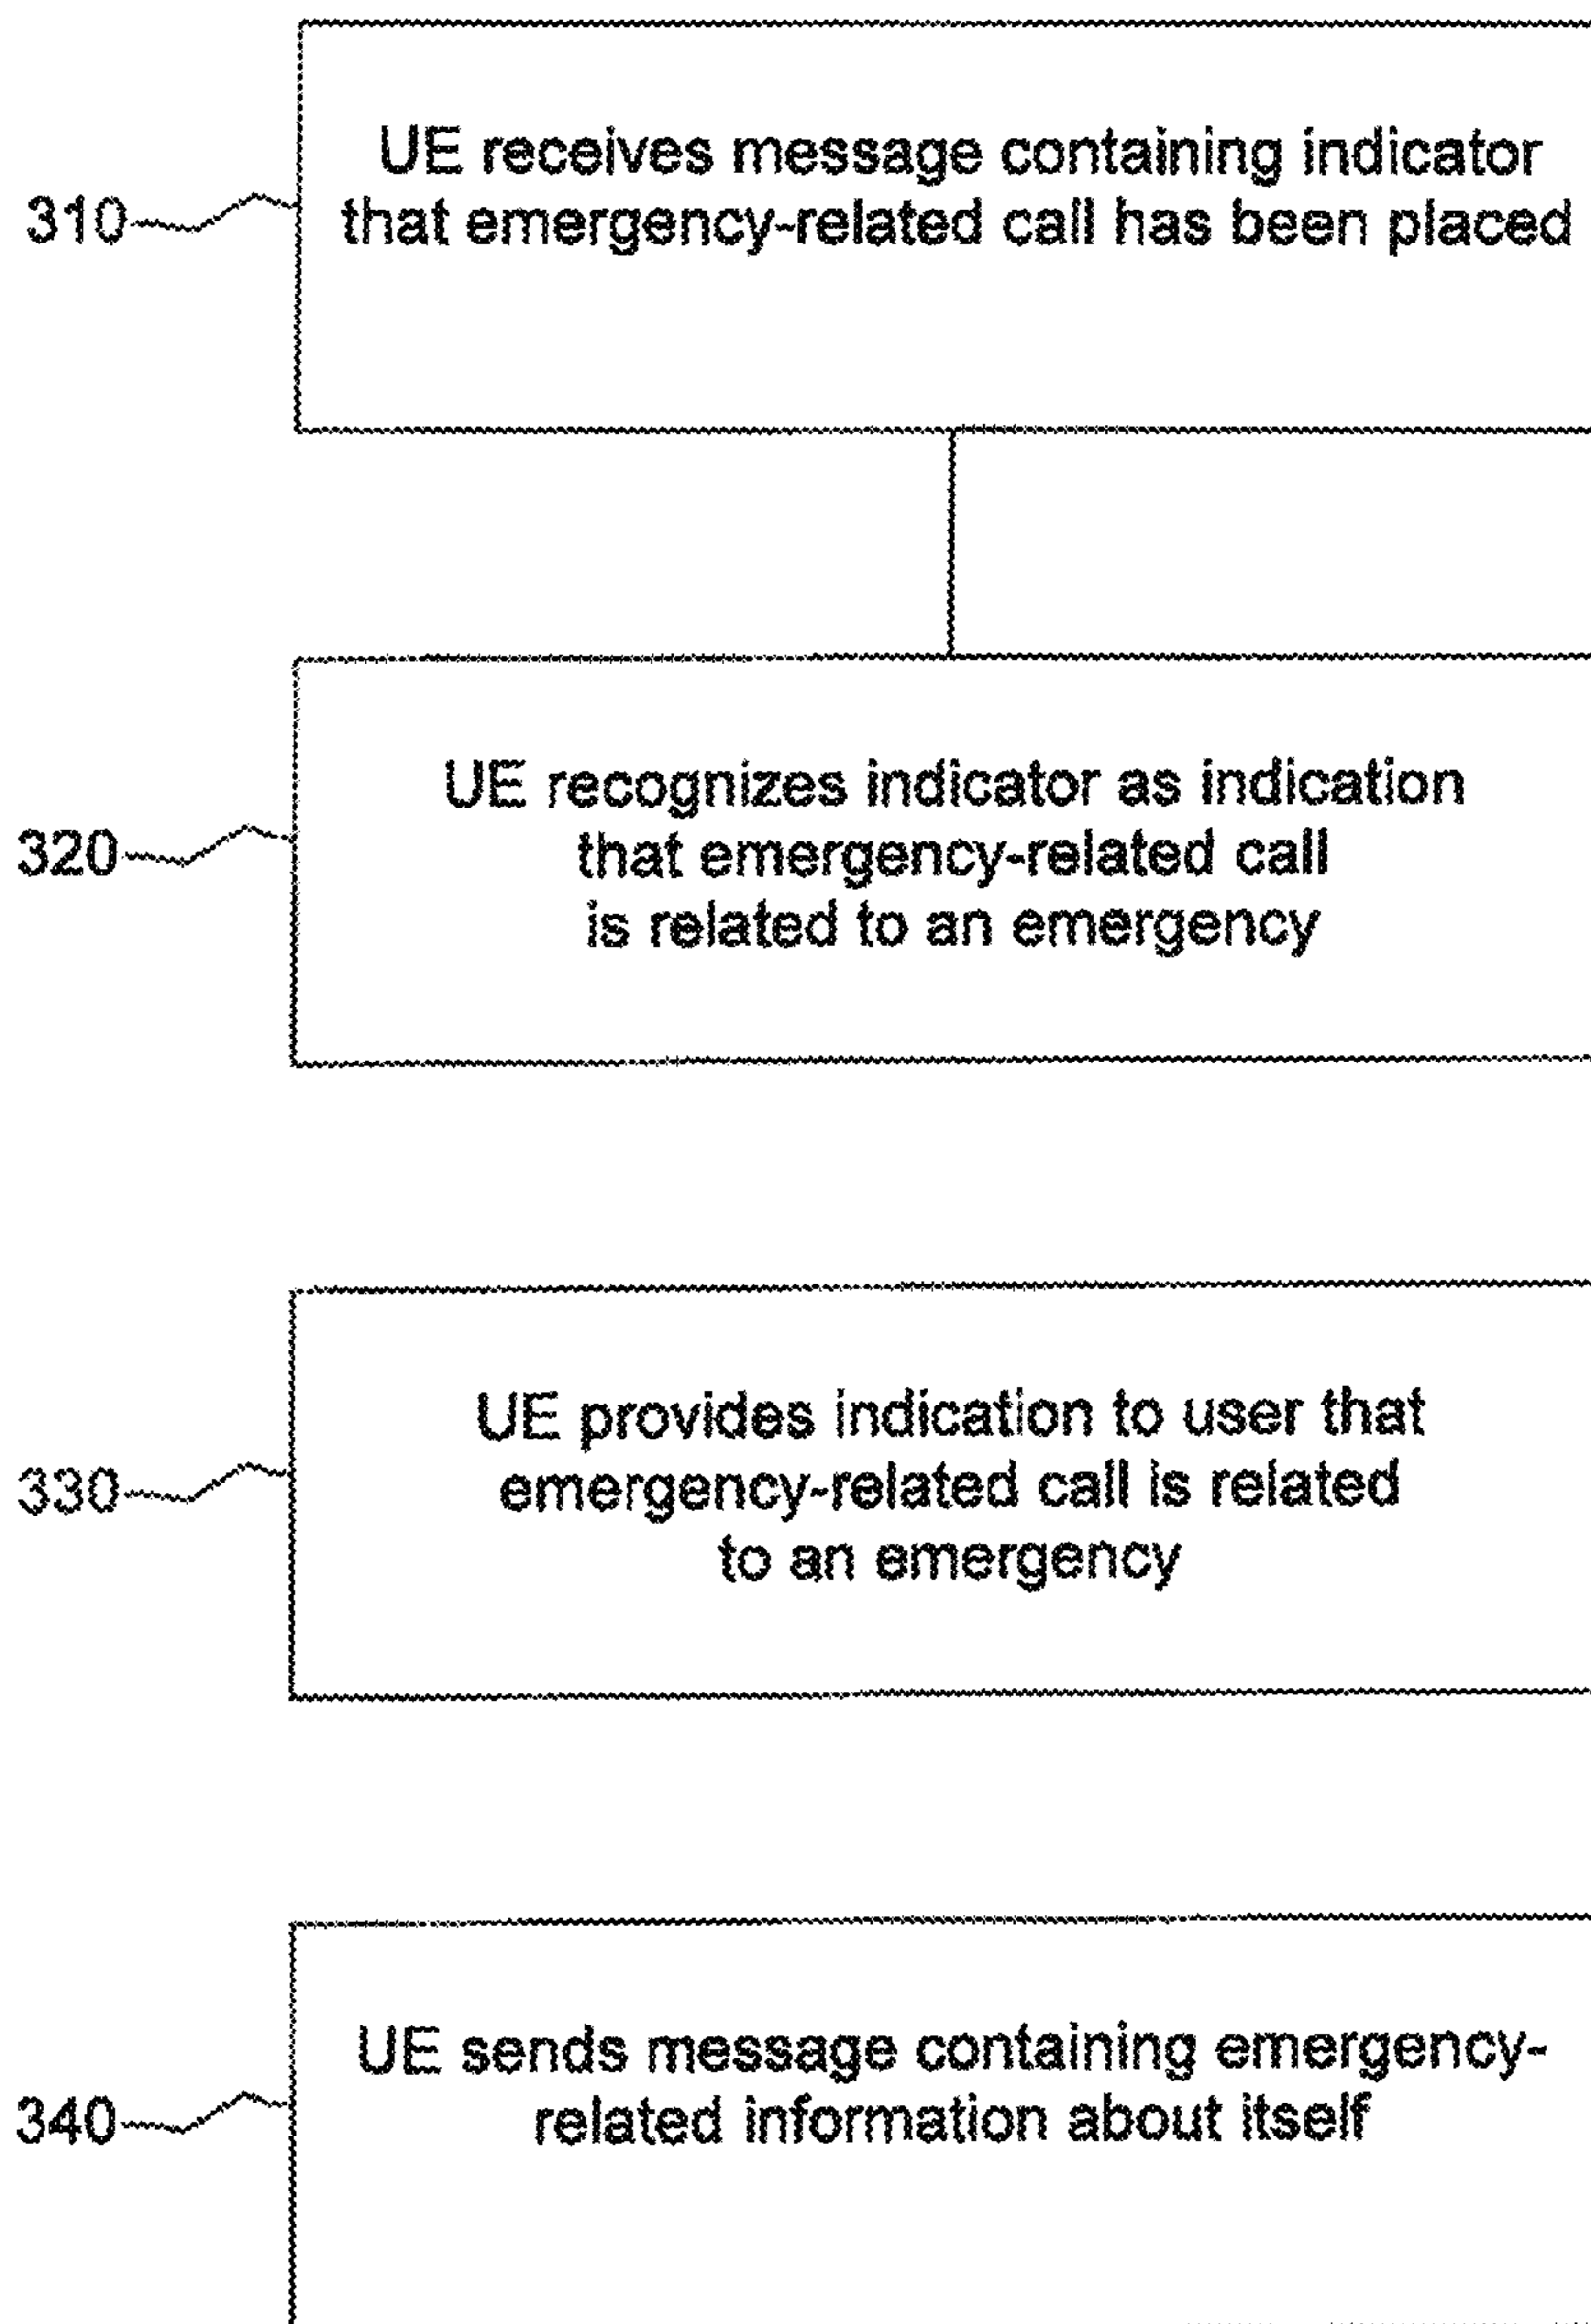 UE receives message containing indicator
310 that emergency-related call has been placed
UE recognizes indicator as indication
320 that emergency-related call
is related to an emergency
UE provides indication to user that
330 emergency-related call is related
to an emergency
UE sends message containing emergency-
340 related information about itself